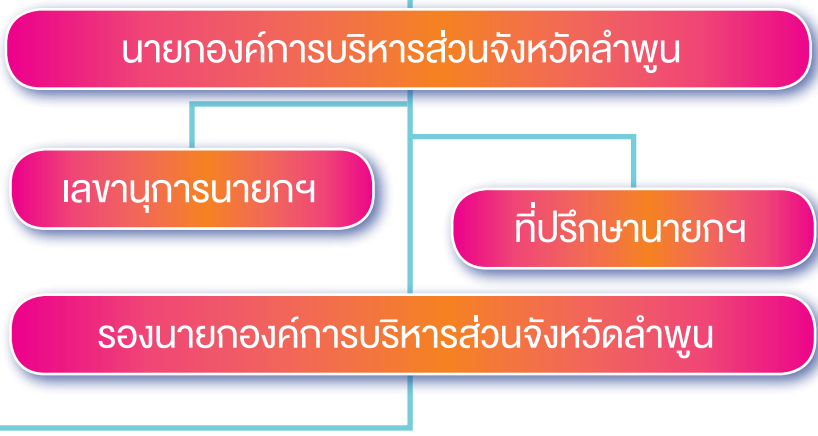 นายกองค์การบริหารส่วนจังหวัดลำพูน
เลขานุการนายกฯ
ที่ปรึกษานายกฯ
รองนายกองค์การบริหารส่วนจังหวัดลำพูน